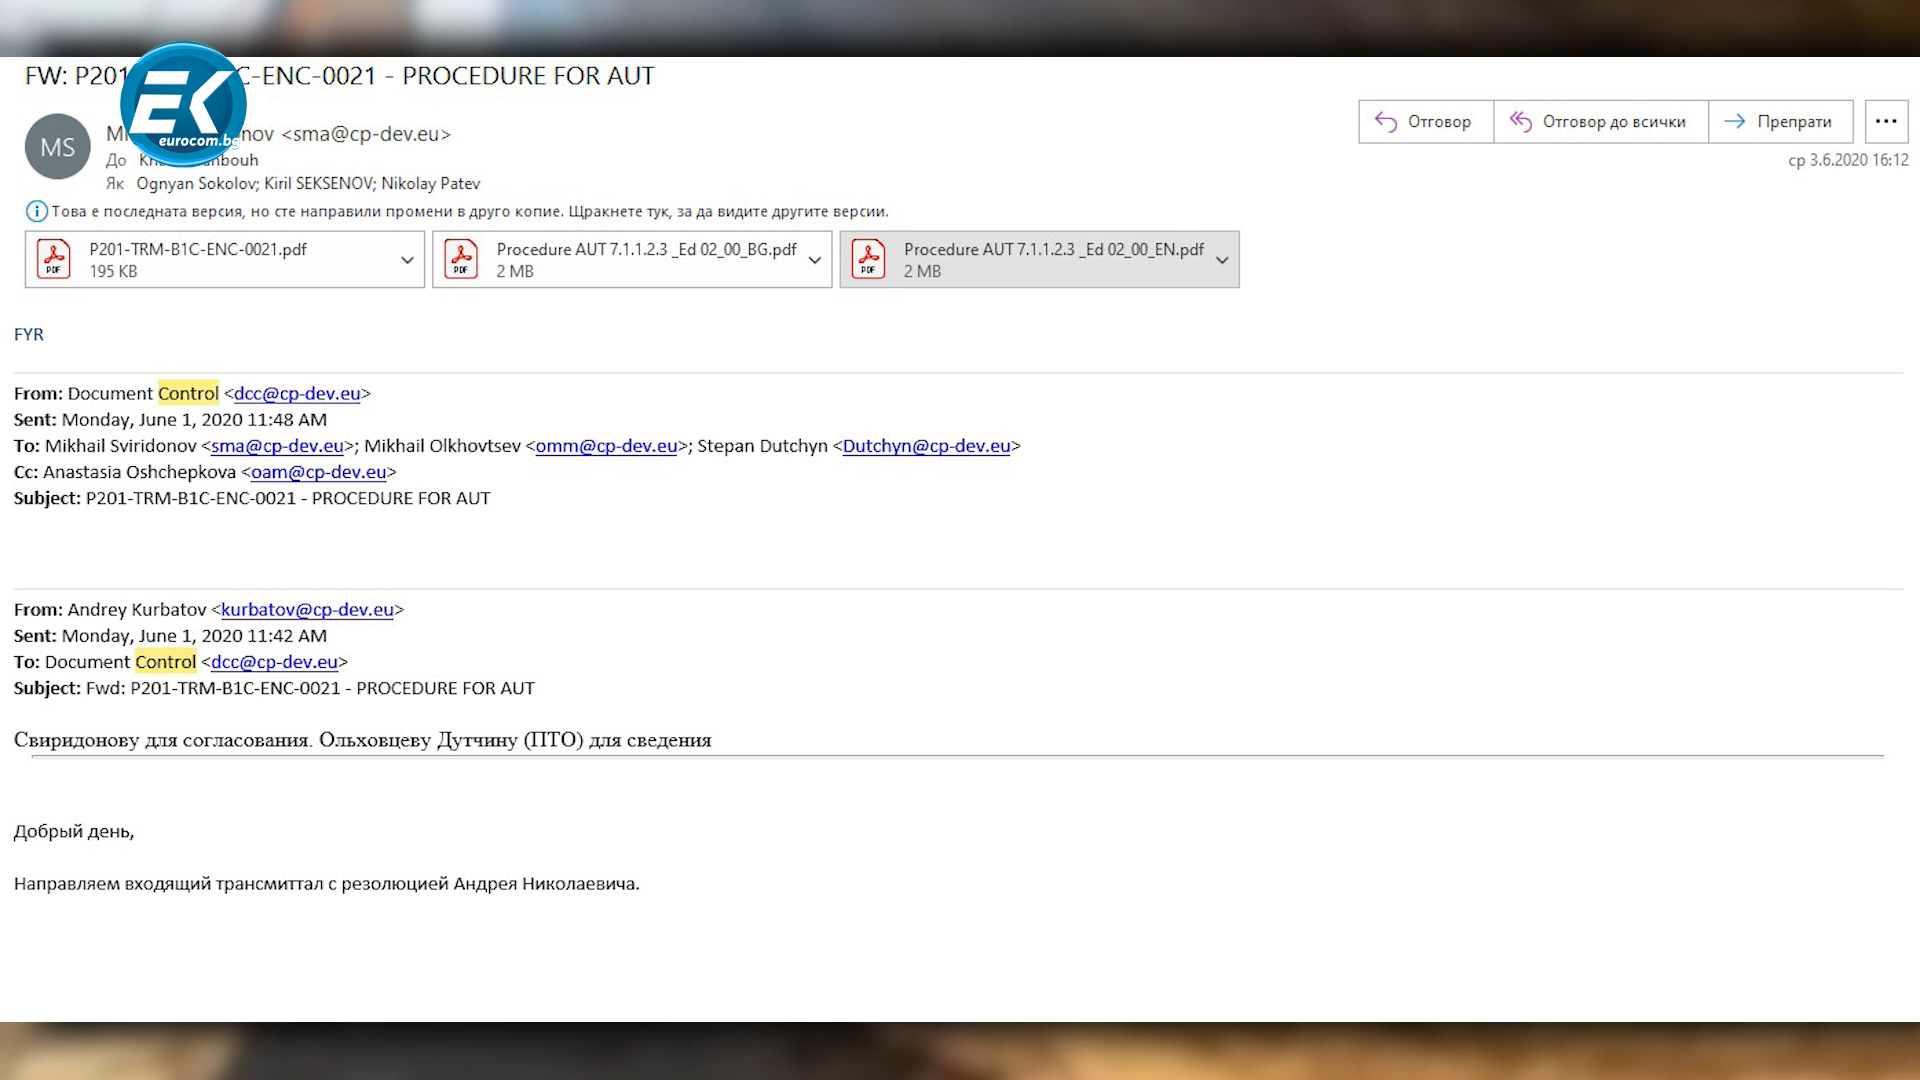 FW: P201 C-ENC-0021 - PROCEDURE FOR AUT
EK
eurocom.bg
MS
<sma@cp-dev.eu>
До
Як Ognyan Sokolov; Kiril SEKSENOV; Nikolay Patev
Отговор
Отговор до всички
Препрати
ср 3.6.2020 16:12
Това е последната версия, но сте направили промени в друго копие. Щракнете тук, за да видите другите версии.
PDF P201-TRM-B1C-ENC-0021.pdf
195 KB
PDF Procedure AUT 7.1.1.2.3 _Ed 02_00_BG.pdf
2 MB
PDF Procedure AUT 7.1.1.2.3 _Ed 02_00_EN.pdf
2 MB
FYR
From: Document Control <dcc@cp-dev.eu>
Sent: Monday, June 1, 2020 11:48 AM
To: Mikhail Sviridonov <sma@cp-dev.eu>; Mikhail Olkhovtsev <omm@cp-dev.eu>; Stepan Dutchyn <Dutchyn@cp-dev.eu>
Cc: Anastasia Oshchepkova <oam@cp-dev.eu>
Subject: P201-TRM-B1C-ENC-0021 - PROCEDURE FOR AUT
From: Andrey Kurbatov <kurbatov@cp-dev.eu>
Sent: Monday, June 1, 2020 11:42 AM
To: Document Control <dcc@cp-dev.eu>
Subject: Fwd: P201-TRM-B1C-ENC-0021 - PROCEDURE FOR AUT
Свиридонову для согласования. Ольховцеву Дутчину (ПТО) для сведения
Добрый день,
Направляем входящий трансмиттал с резолюцией Андрея Николаевича.